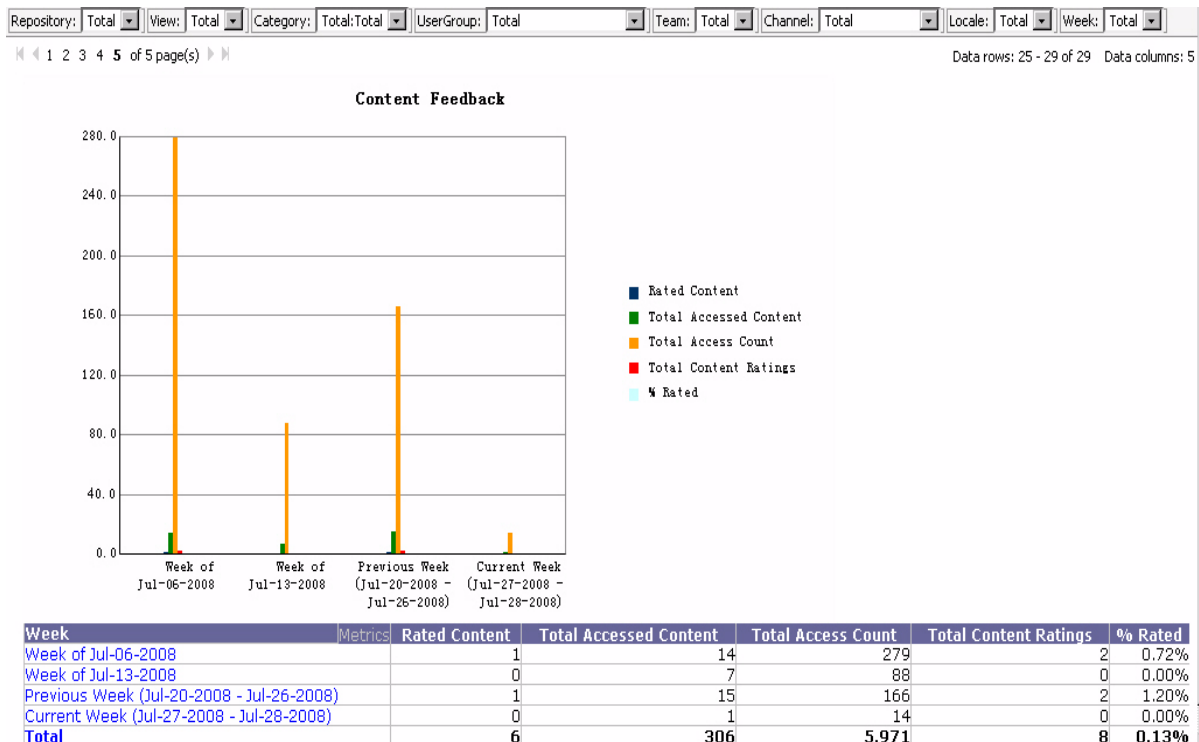 Repository: Total View: Total Category: Total:Total UserGroup: Total Team: Total Channel: Total Locale: Total Week: Total
1 2 3 4 5 of 5 page(s) Data rows: 25 - 29 of 29 Data columns: 5
Content Feedback
280.0
240.0
200.0
160.0
120.0
80.0
40.0
0.0
Rated Content
Total Accessed Content
Total Access Count
Total Content Ratings
% Rated
Week of Jul-06-2008
Week of Jul-13-2008
Previous Week (Jul-20-2008 - Jul-26-2008)
Current Week (Jul-27-2008 - Jul-28-2008)
Week Metrics Rated Content Total Accessed Content Total Access Count Total Content Ratings % Rated
Week of Jul-06-2008 1 14 279 2 0.72%
Week of Jul-13-2008 0 7 88 0 0.00%
Previous Week (Jul-20-2008 - Jul-26-2008) 1 15 166 2 1.20%
Current Week (Jul-27-2008 - Jul-28-2008) 0 1 14 0 0.00%
Total 6 306 5,971 8 0.13%